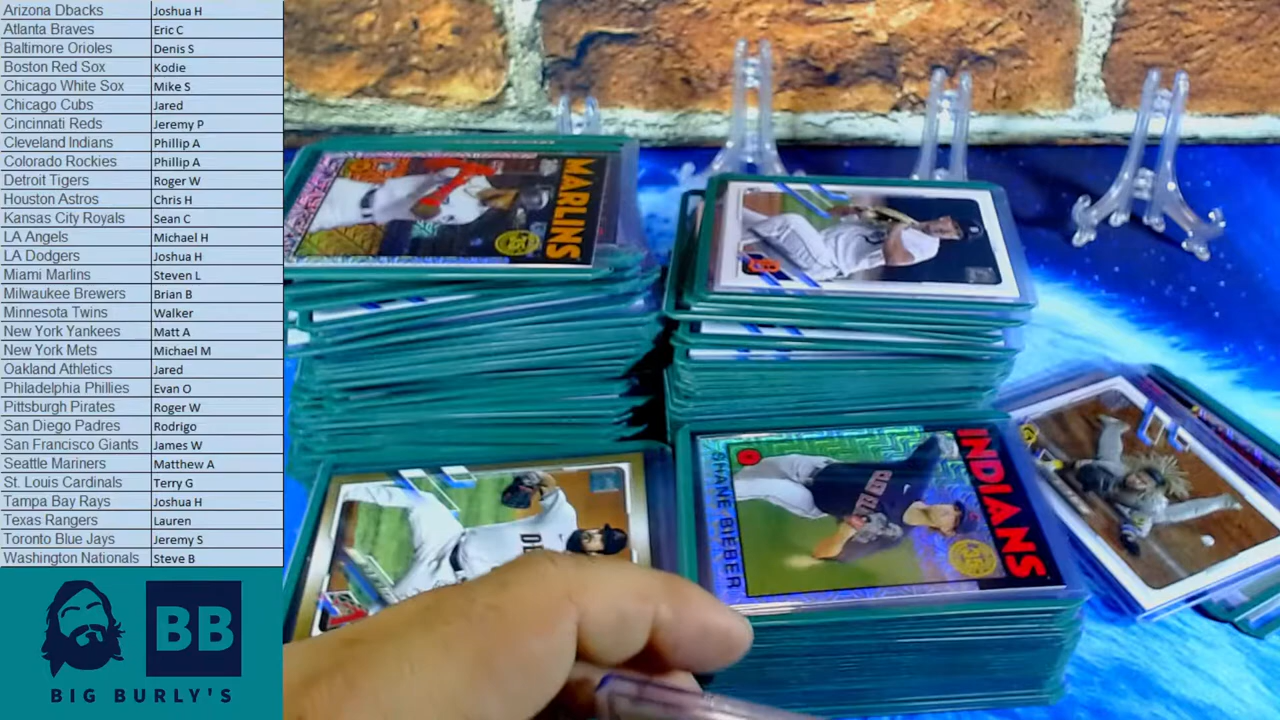 Arizona Dbacks Joshua H
Atlanta Braves Eric C
Baltimore Orioles Denis S
Boston Red Sox Kodie
Chicago White Sox Mike S
Chicago Cubs Jared
Cincinnati Reds Jeremy P
Cleveland Indians Phillip A
Colorado Rockies Phillip A
Detroit Tigers Roger W
Houston Astros Chris H
Kansas City Royals Sean C
LA Angels Michael H
LA Dodgers Joshua H
Miami Marlins Steven L
Milwaukee Brewers Brian B
Minnesota Twins Walker
New York Yankees Matt A
New York Mets Michael M
Oakland Athletics Jared
Philadelphia Phillies Evan O
Pittsburgh Pirates Roger W
San Diego Padres Rodrigo
San Francisco Giants James W
Seattle Mariners Matthew A
St. Louis Cardinals Terry O
Tampa Bay Rays Joshua H
Texas Rangers Lauren
Toronto Blue Jays Jeremy S
Washington Nationals Steve B
BB
BIG BURLY'S
MARLINS
INDIANS
SHANE BIEBER